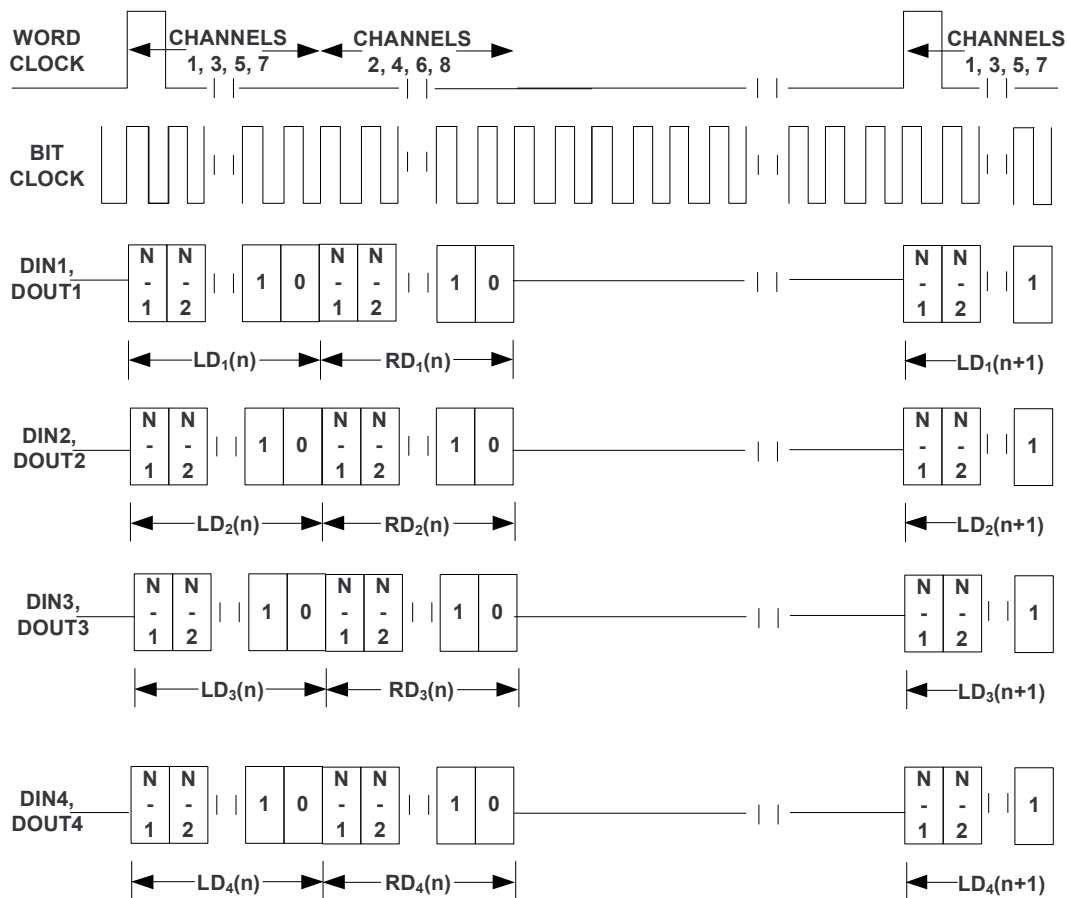 WORD CLOCK
CHANNELS 1, 3, 5, 7
CHANNELS 2, 4, 6, 8
CHANNELS 1, 3, 5, 7
BIT CLOCK
DIN1, DOUT1
N-1 N-2 1 0 N-1 N-2 1 0 N-1 N-2 1
LD₁(n) RD₁(n) LD₁(n+1)
DIN2, DOUT2
N-1 N-2 1 0 N-1 N-2 1 0 N-1 N-2 1
LD₂(n) RD₂(n) LD₂(n+1)
DIN3, DOUT3
N-1 N-2 1 0 N-1 N-2 1 0 N-1 N-2 1
LD₃(n) RD₃(n) LD₃(n+1)
DIN4, DOUT4
N-1 N-2 1 0 N-1 N-2 1 0 N-1 N-2 1
LD₄(n) RD₄(n) LD₄(n+1)